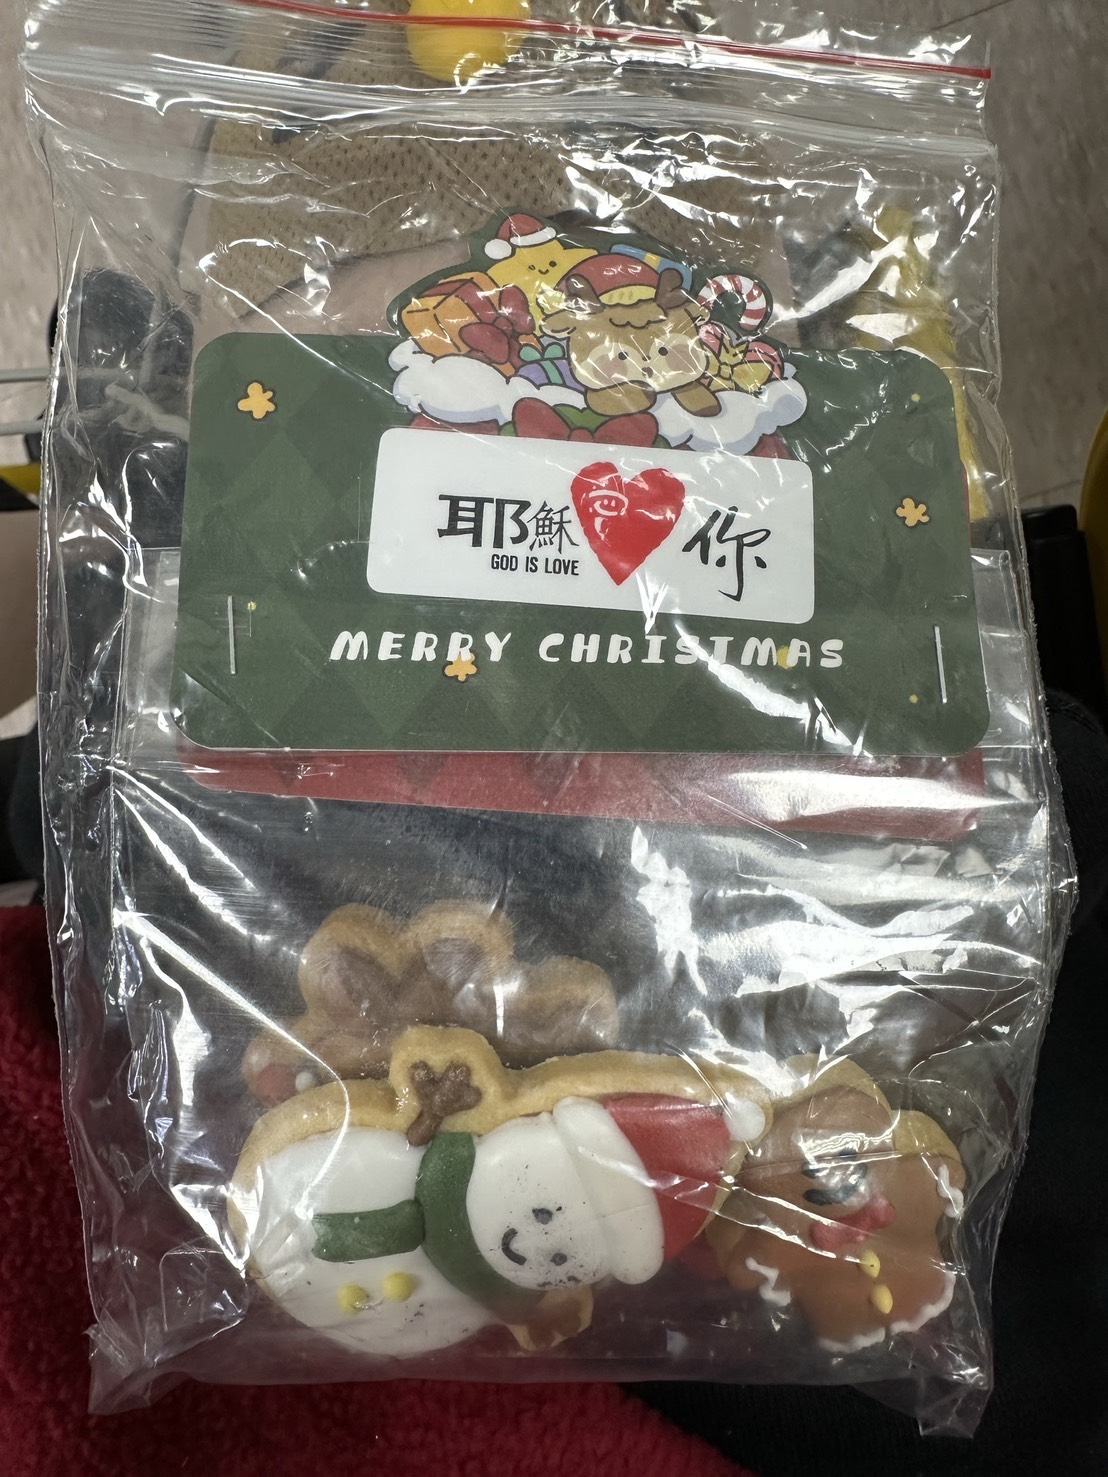 耶穌愛你
GOD IS LOVE
MERRY CHRISTMAS